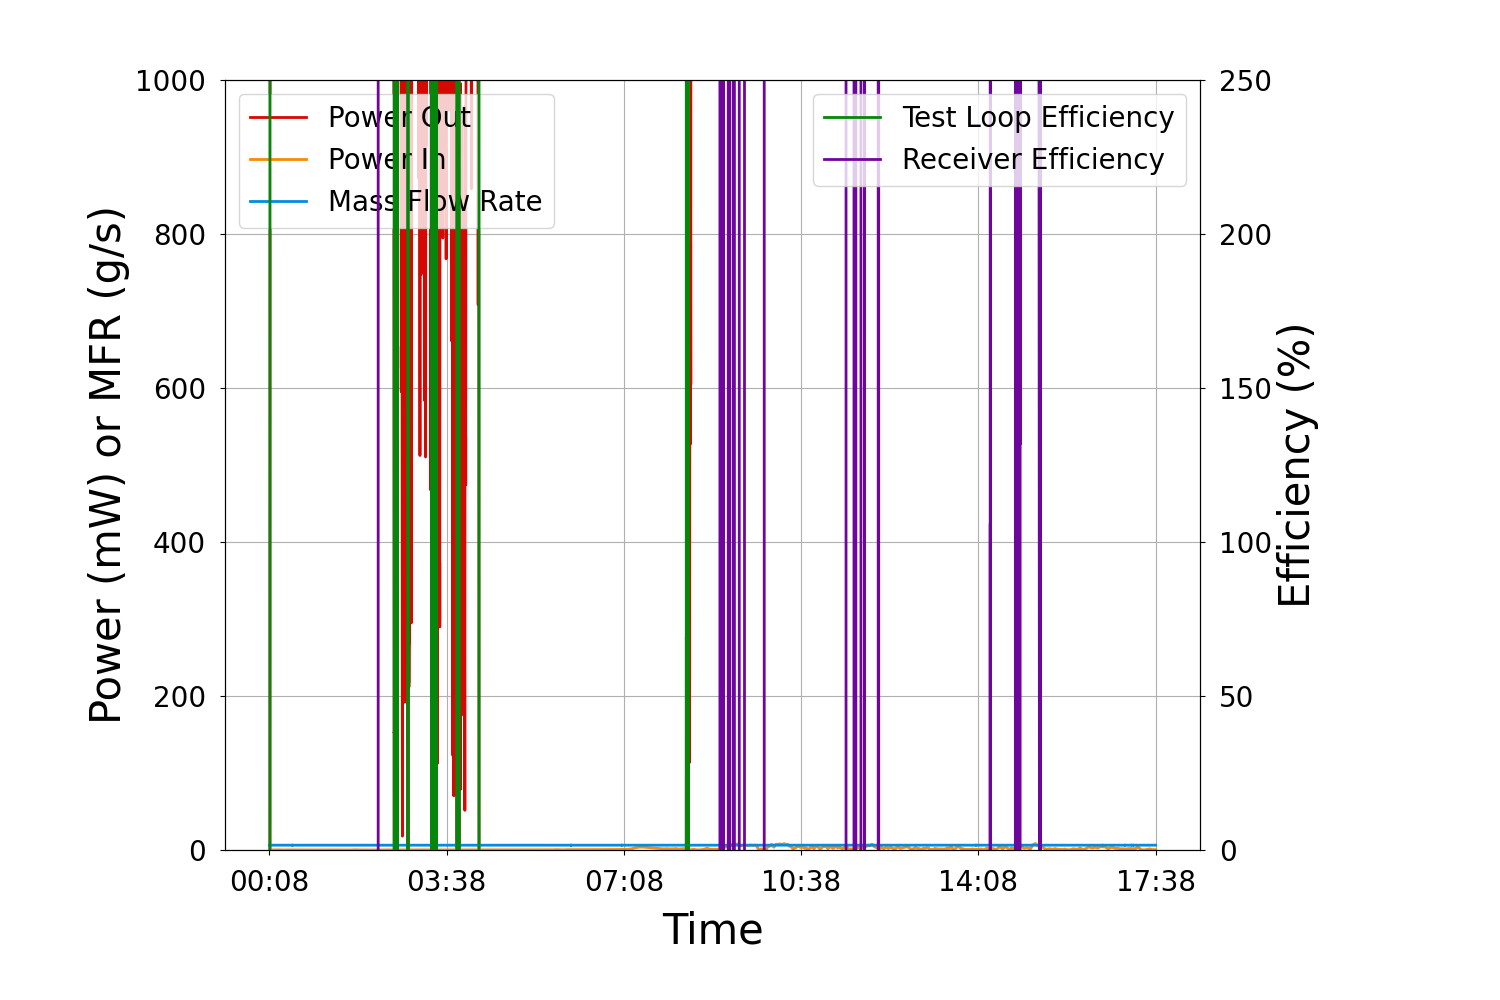 1000
800
600
400
200
0
Power (mW) or MFR (g/s)
Power Out
Power In
Mass Flow Rate
Test Loop Efficiency
Receiver Efficiency
250
200
150
100
50
0
Efficiency (%)
00:08 03:38 07:08 10:38 14:08 17:38
Time